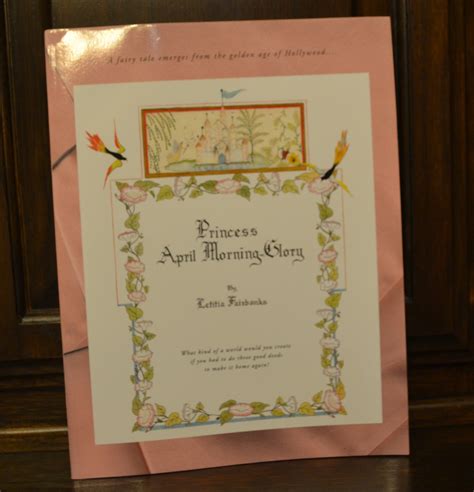 A fairy tale emerges from the golden age of Hollywood...
Princess
April Morning-Glory
By
Letitia Fairbanks
What kind of a world would you create
if you had to do three good deeds
to make it home again?